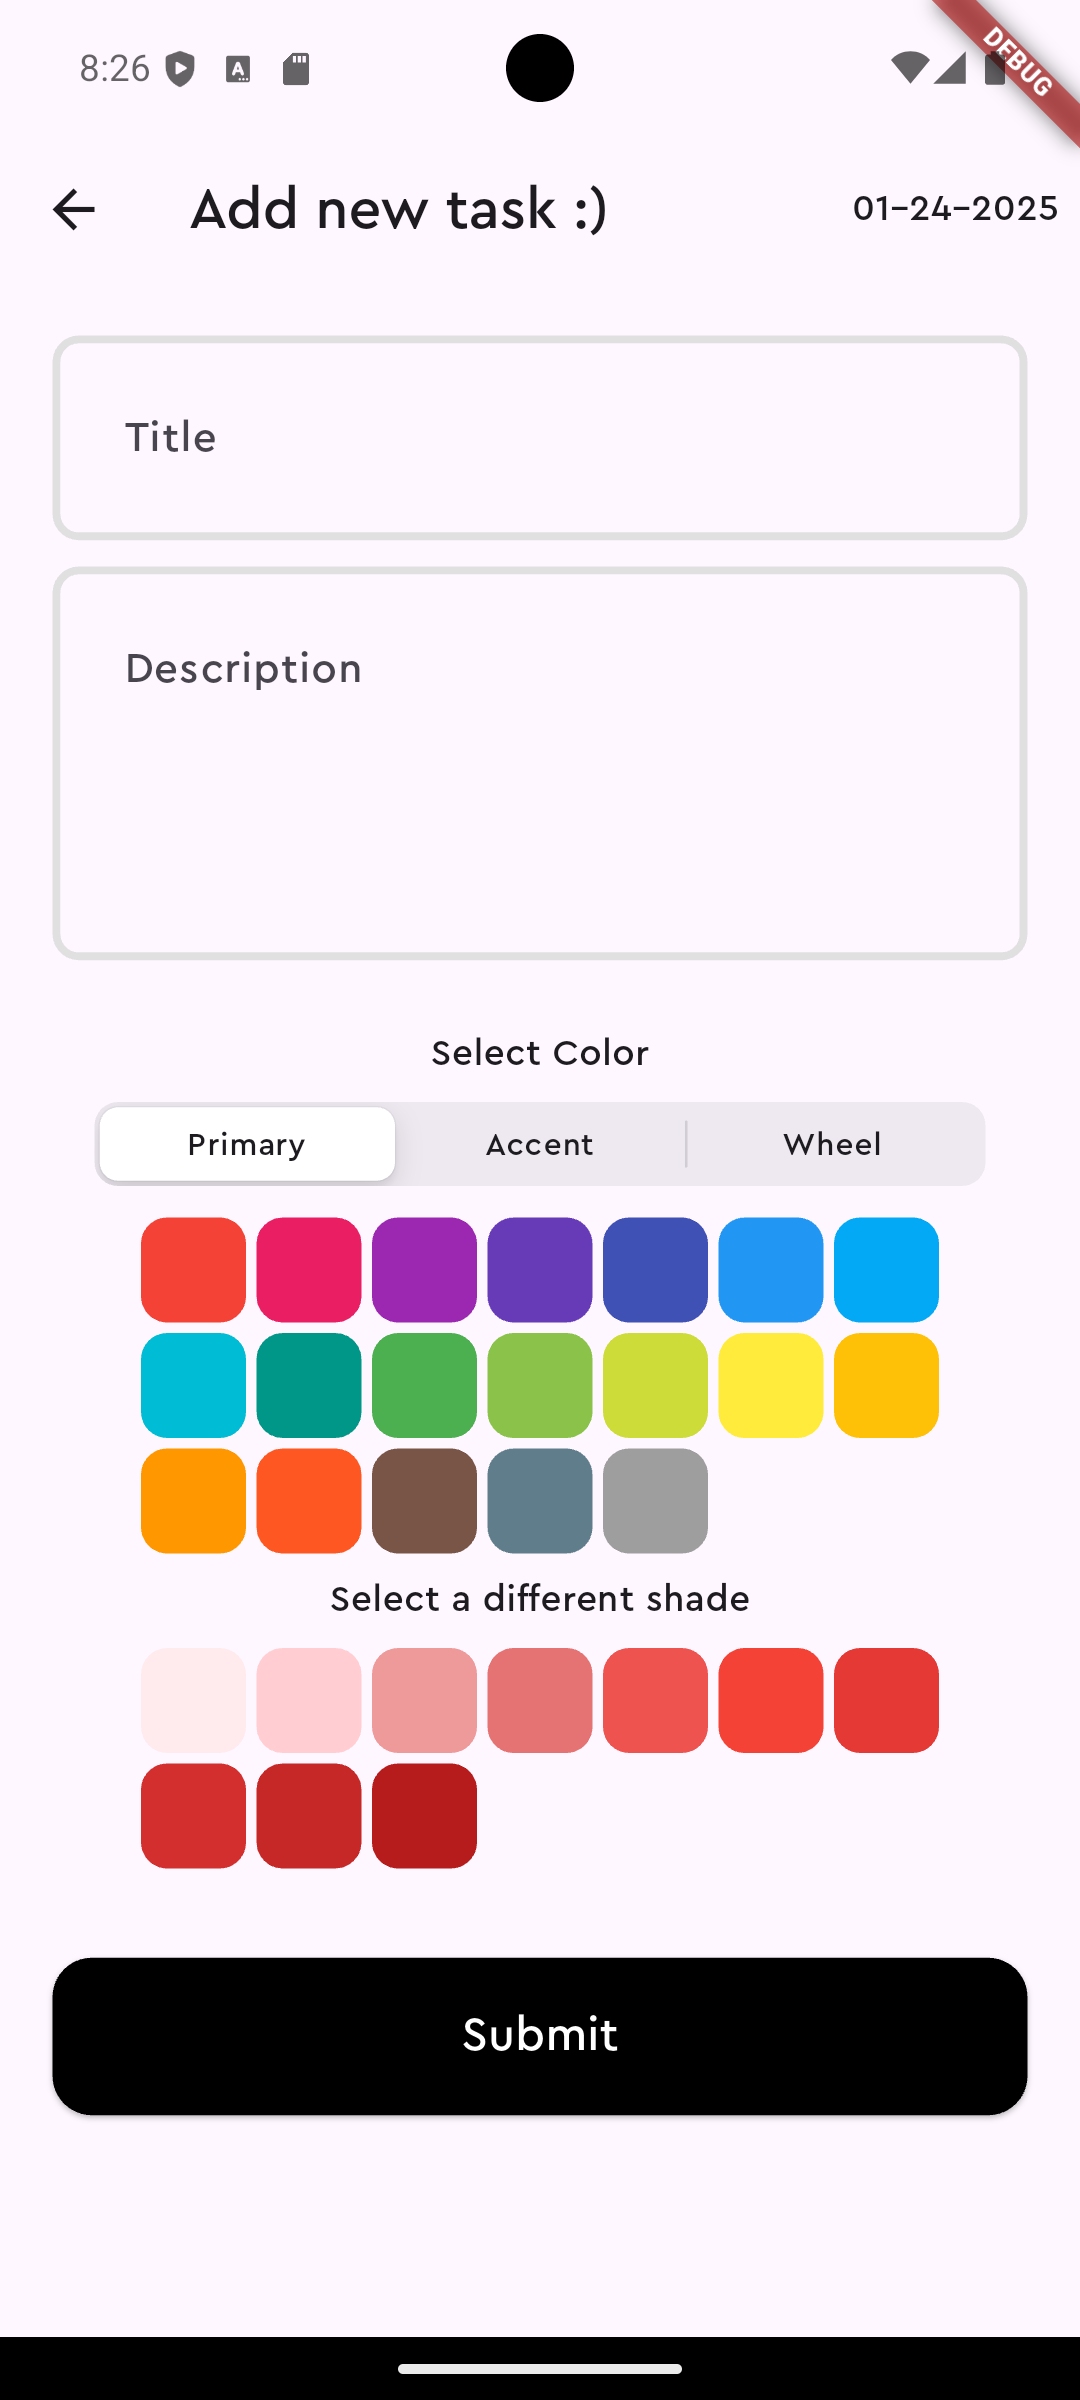 8:26
DEBUG
Add new task :)
01-24-2025
Title
Description
Select Color
Primary Accent Wheel
Select a different shade
Submit